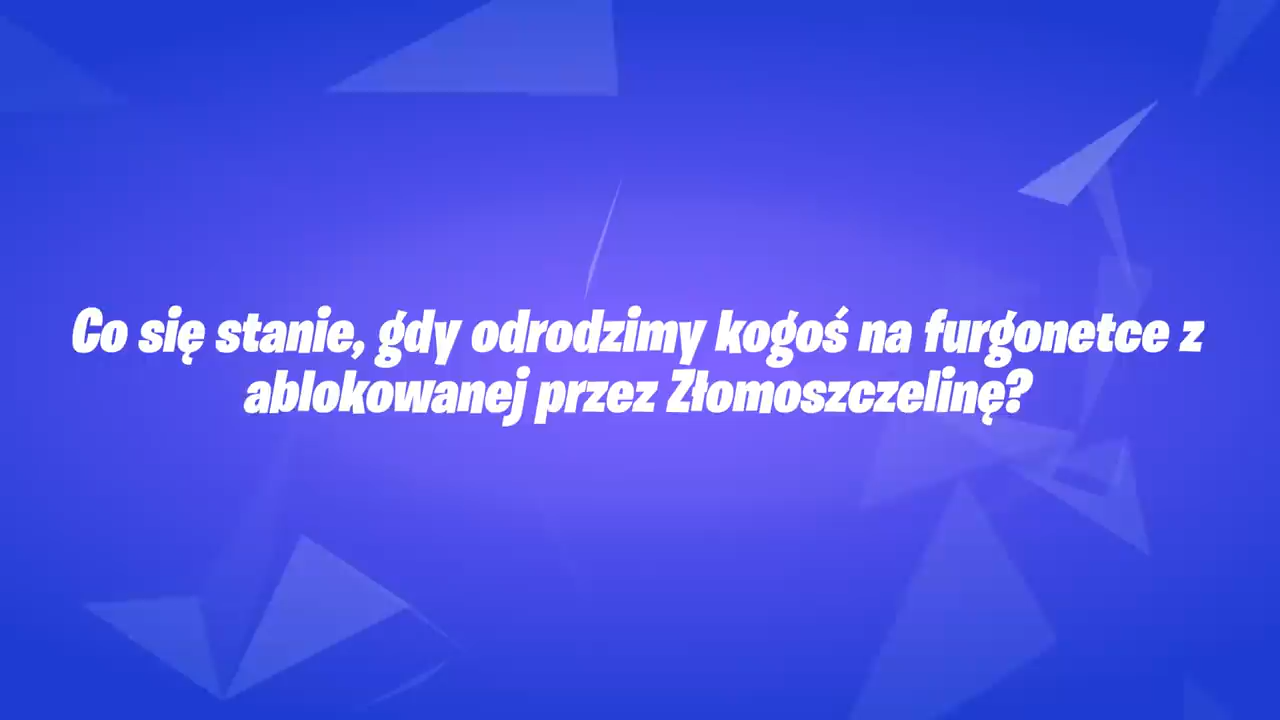 Co się stanie, gdy odrodzimy kogoś na furgonetce z
ablokowanej przez Złomoszczelinę?